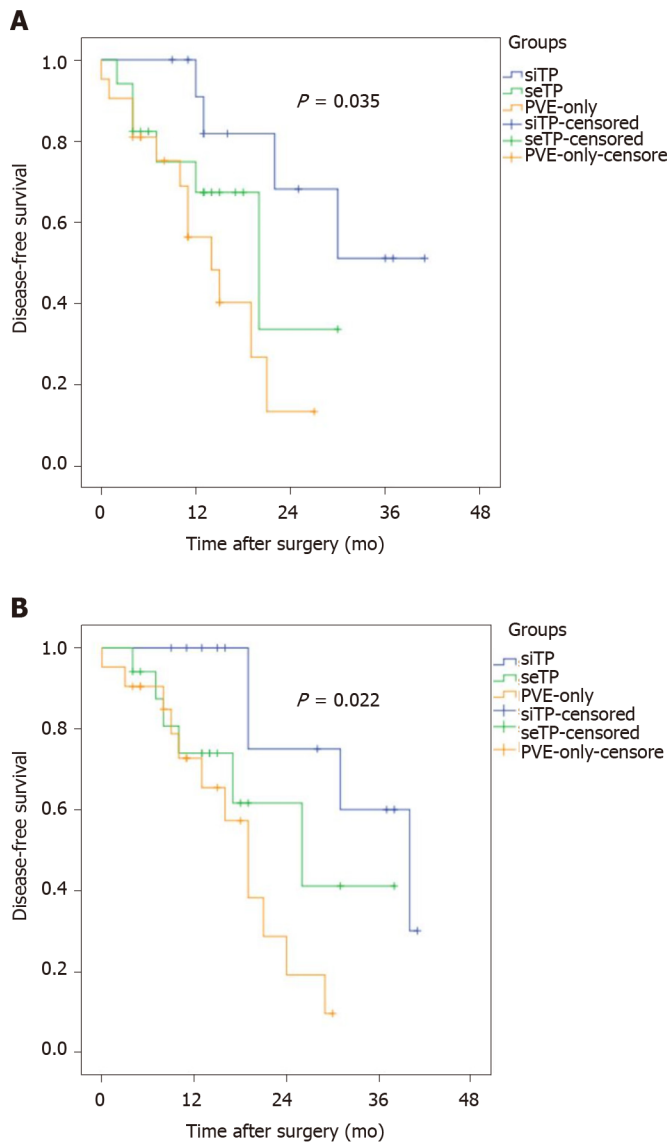 A
Groups
siTP
seTP
PVE-only
siTP-censored
seTP-censored
PVE-only-censore
P = 0.035
1.0
0.8
0.6
0.4
0.2
0.0
Disease-free survival
0 12 24 36 48
Time after surgery (mo)
B
Groups
siTP
seTP
PVE-only
siTP-censored
seTP-censored
PVE-only-censore
P = 0.022
1.0
0.8
0.6
0.4
0.2
0.0
Disease-free survival
0 12 24 36 48
Time after surgery (mo)